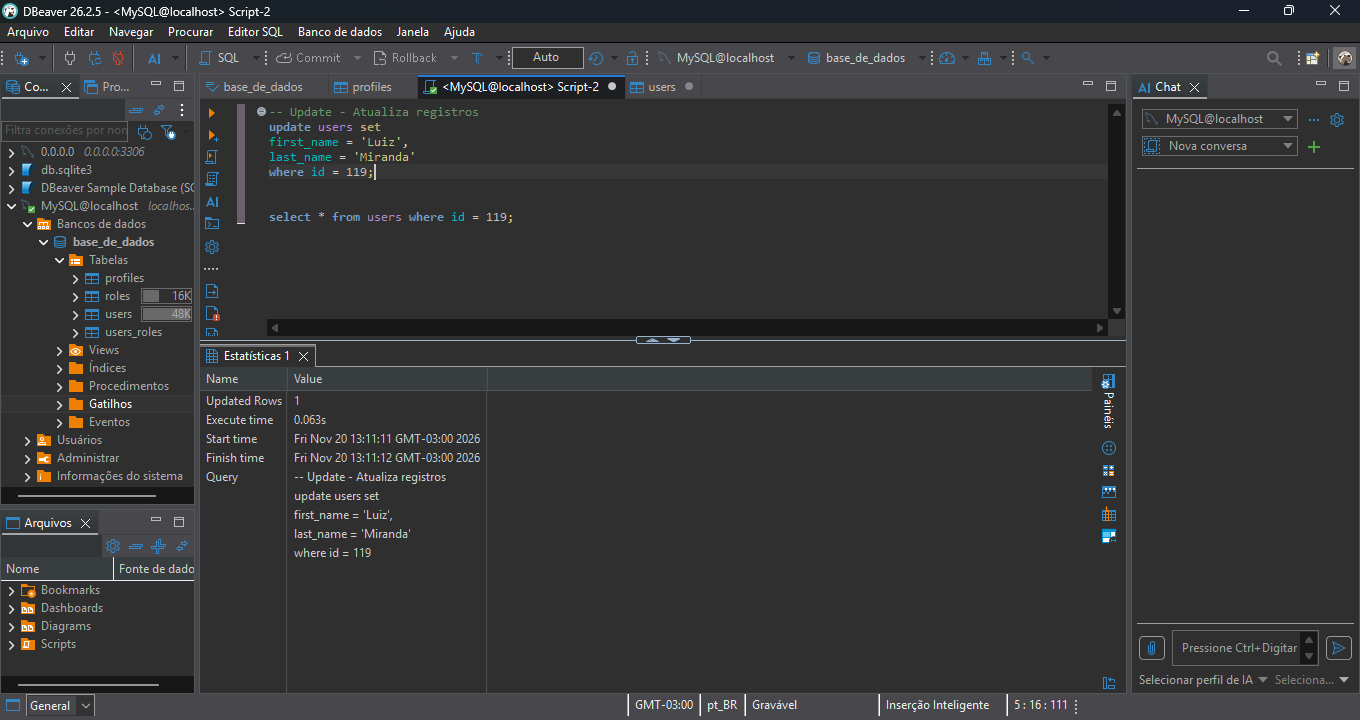 DBeaver 26.2.5 - <MySQL@localhost> Script-2
Arquivo Editar Navegar Procurar Editor SQL Banco de dados Janela Ajuda
AI SQL Commit Rollback T Auto MySQL@localhost base_de_dados
Co... Pro...
Filtra conexões por nom
0.0.0.0 0.0.0.0:3306
db.sqlite3
DBeaver Sample Database (SQ
MySQL@localhost localhos...
Bancos de dados
base_de_dados
Tabelas
profiles
roles 16K
users 48K
users_roles
Views
Índices
Procedimentos
Gatilhos
Eventos
Usuários
Administrar
Informações do sistema
Arquivos
Nome Fonte de dado
Bookmarks
Dashboards
Diagrams
Scripts
General
base_de_dados profiles <MySQL@localhost> Script-2 users
AI
-- Update - Atualiza registros
update users set
first_name = 'Luiz',
last_name = 'Miranda'
where id = 119;
select * from users where id = 119;
Estatísticas 1
Name Value
Updated Rows 1
Execute time 0.063s
Start time Fri Nov 20 13:11:11 GMT-03:00 2026
Finish time Fri Nov 20 13:11:12 GMT-03:00 2026
Query -- Update - Atualiza registros
update users set
first_name = 'Luiz',
last_name = 'Miranda'
where id = 119
Painéis
AI Chat
MySQL@localhost
Nova conversa
Pressione Ctrl+Digitar
Selecionar perfil de IA Seleciona...
GMT-03:00 pt_BR Gravável Inserção Inteligente 5 : 16 : 111